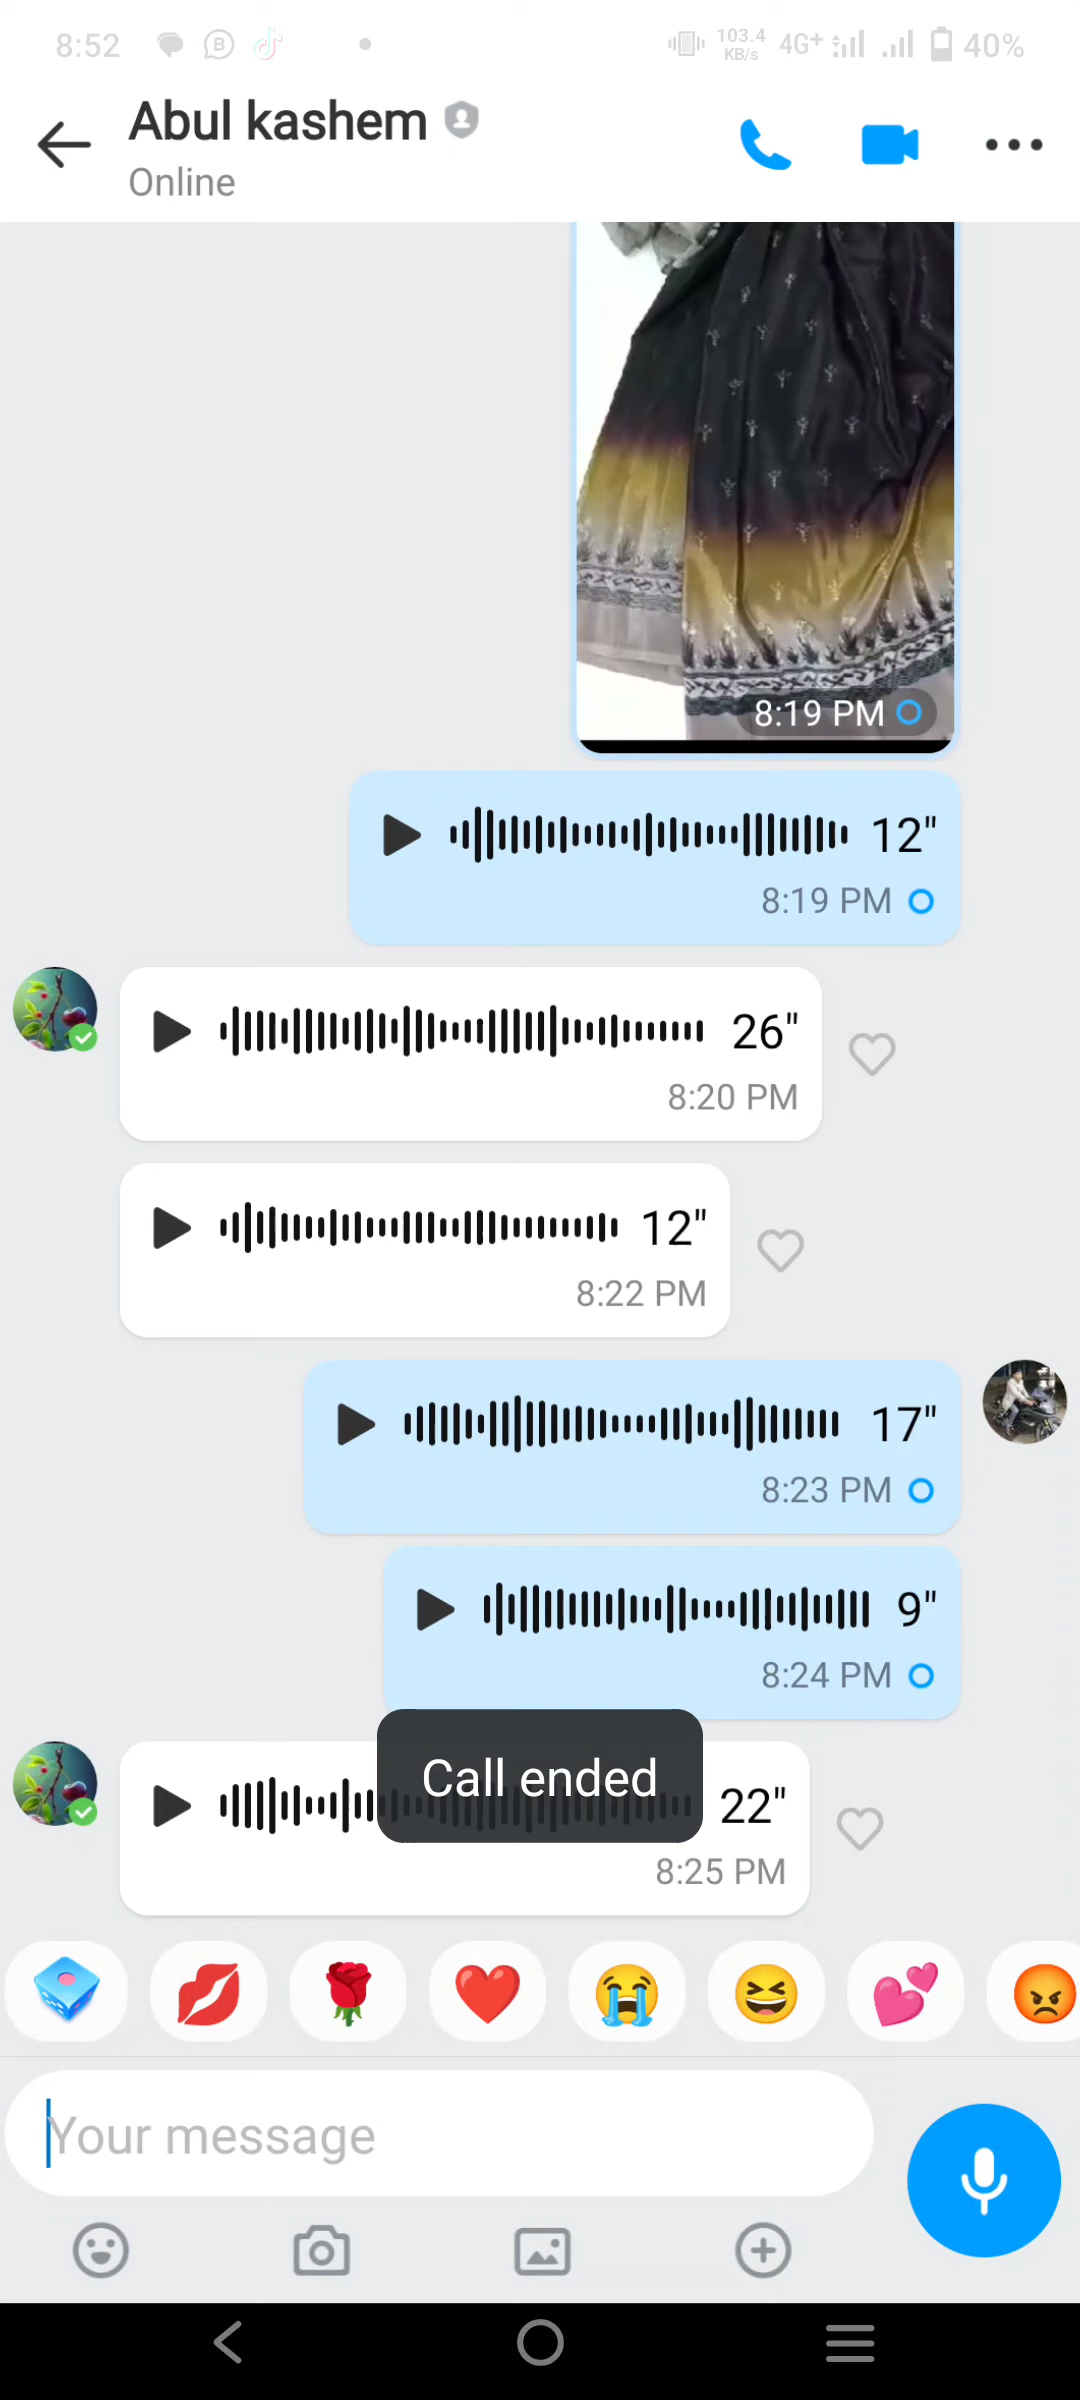 8:52
103.4
KB/s
4G+
40%
Abul kashem
Online
8:19 PM
12"
8:19 PM
26"
8:20 PM
12"
8:22 PM
17"
8:23 PM
9"
8:24 PM
Call ended
22"
8:25 PM
Your message